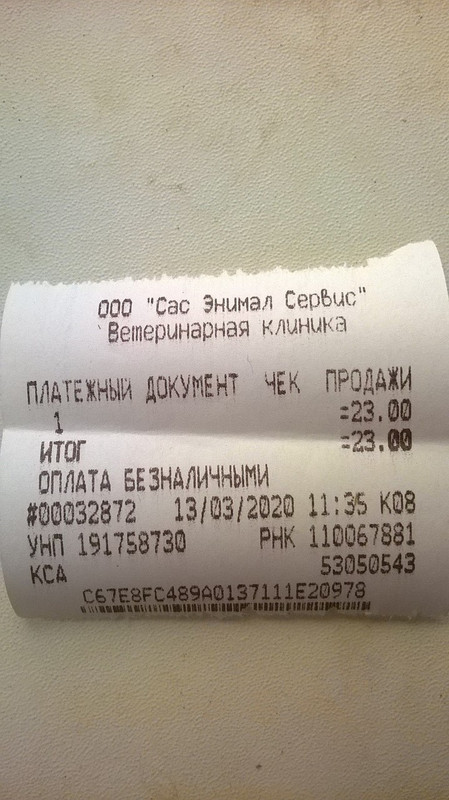 ООО "Сас Энимал Сервис"
Ветеринарная клиника
ПЛАТЕЖНЫЙ ДОКУМЕНТ ЧЕК ПРОДАЖИ
1 =23.00
ИТОГ =23.00
ОПЛАТА БЕЗНАЛИЧНЫМИ
#00032872 13/03/2020 11:35 К08
УНП 191758730 РНК 110067881
КСА 53050543
C67E8FC489A0137111E20978